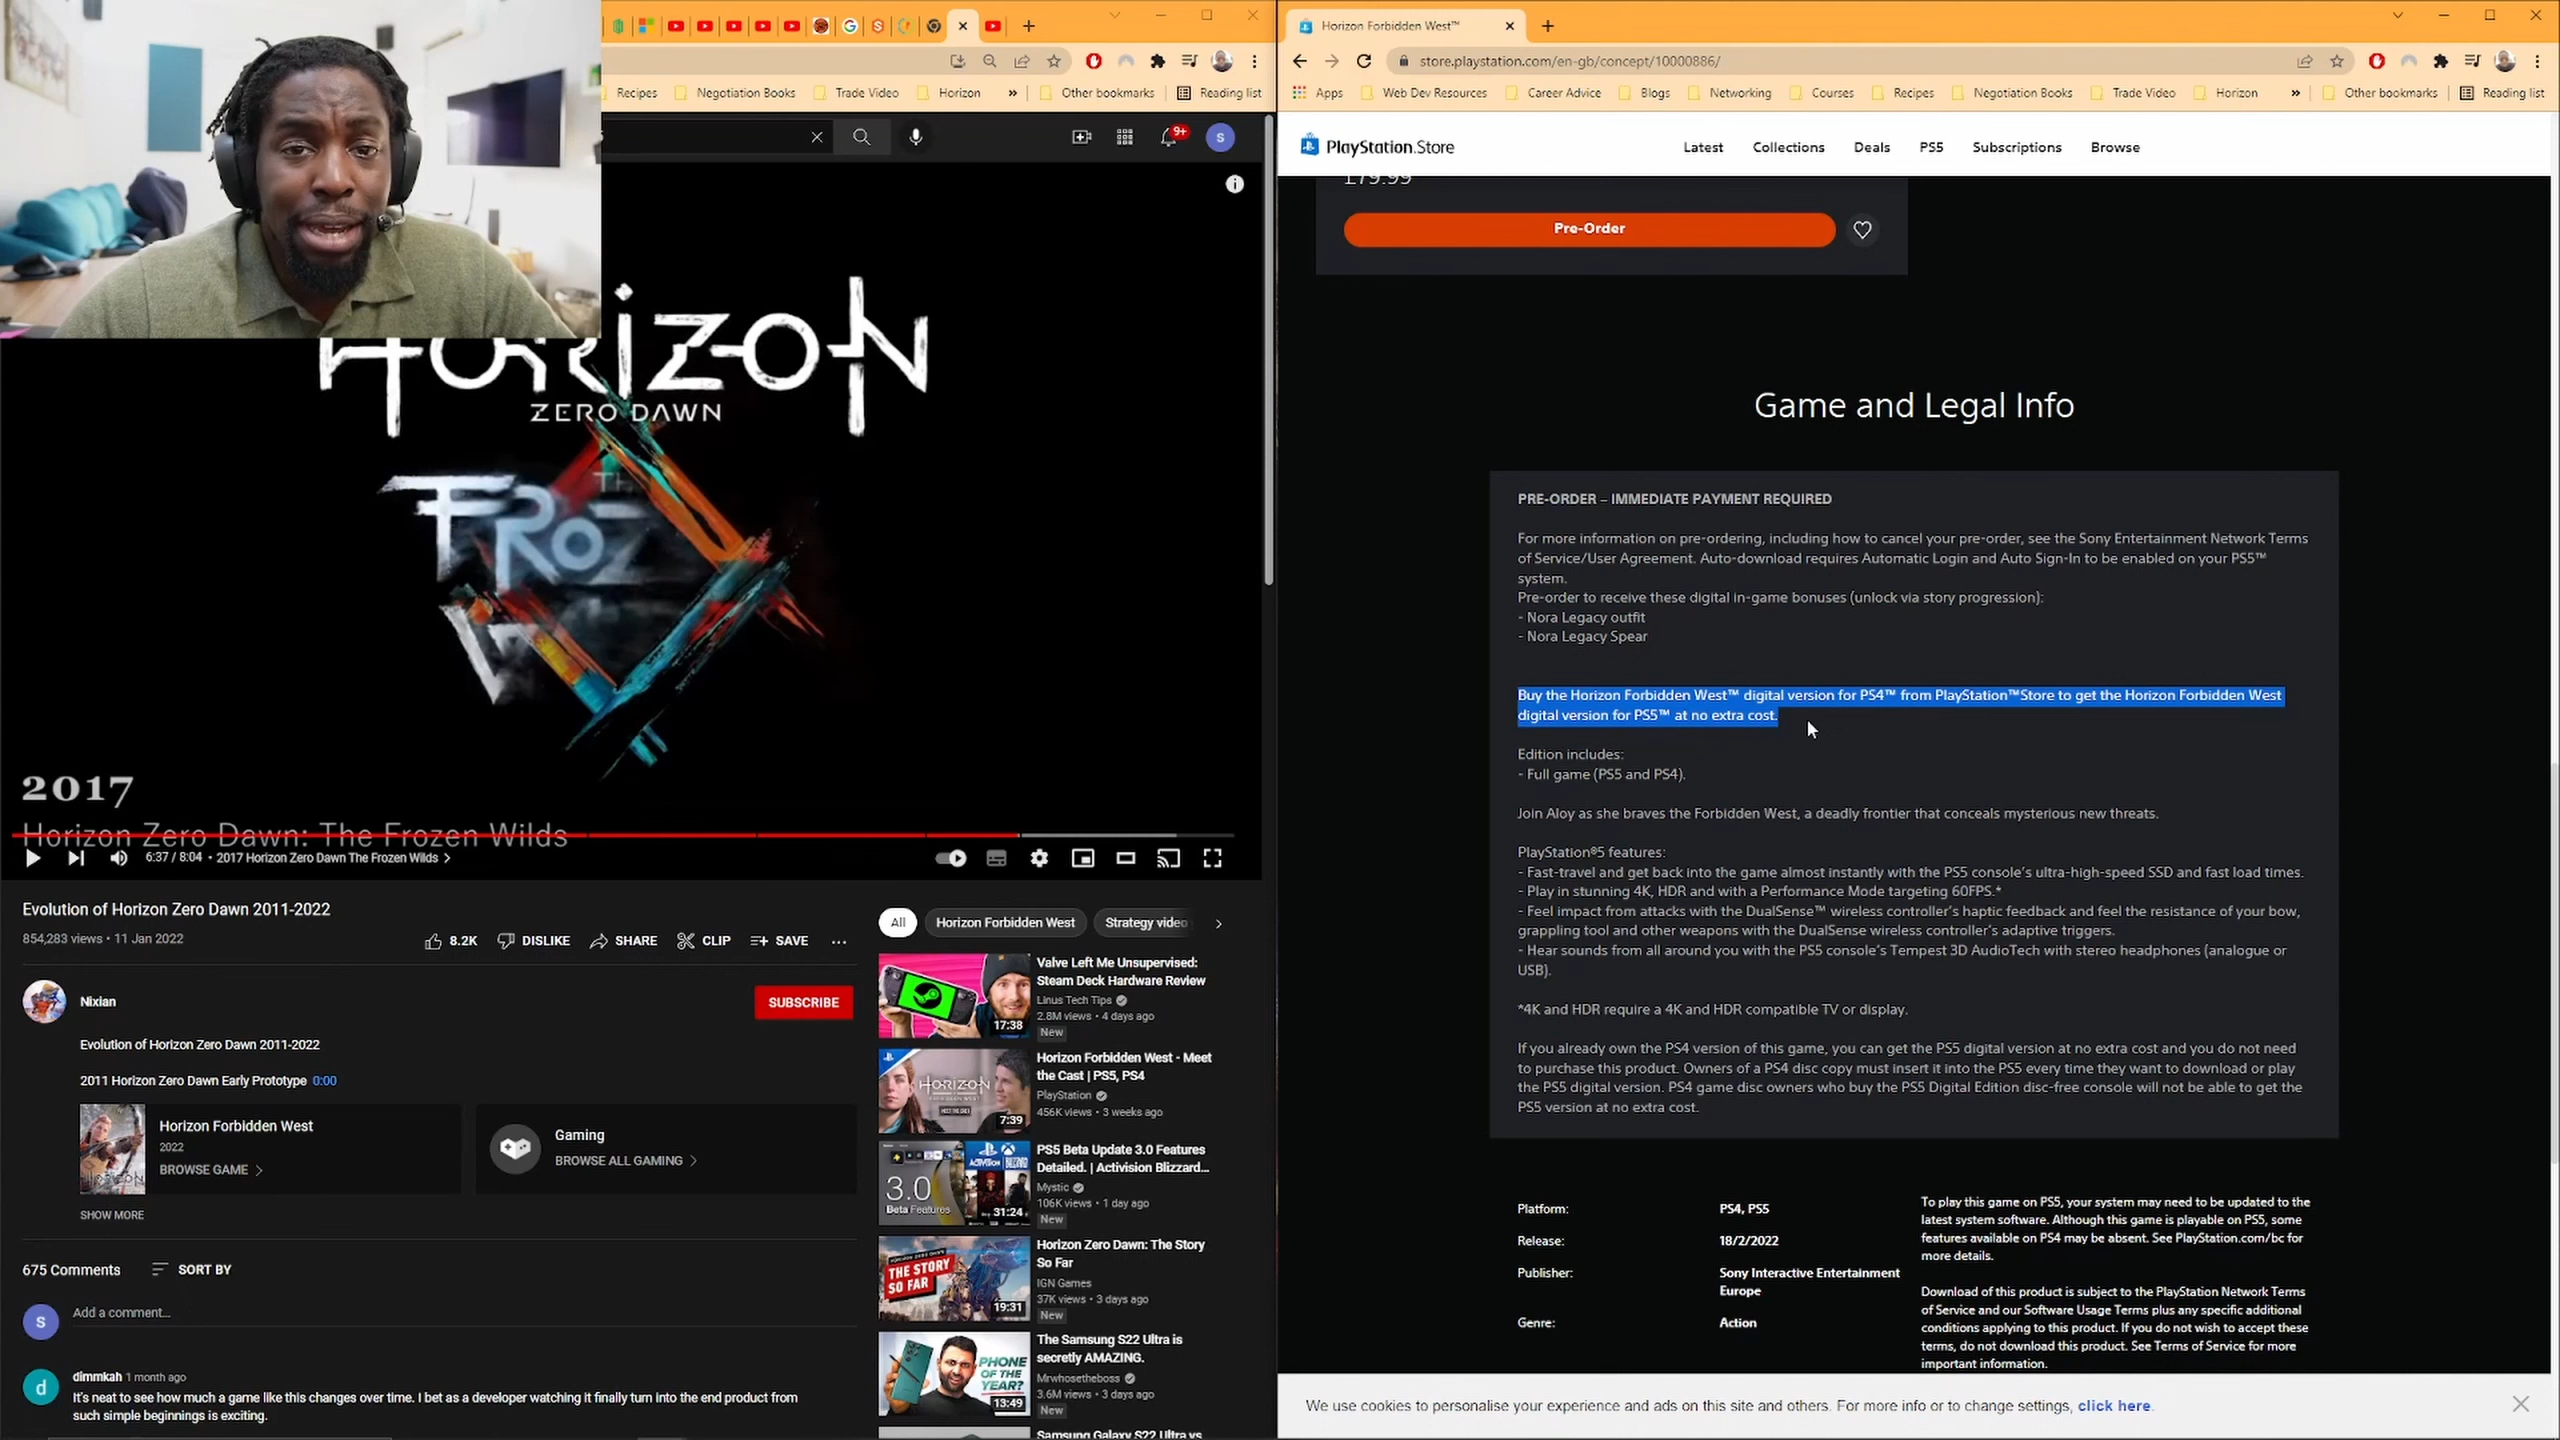 Recipes
Negotiation Books
Trade Video
Horizon
»
Other bookmarks
Reading list
9+
S
HORIZON
ZERO DAWN
TH
FROZ
W
2017
Horizon Zero Dawn: The Frozen Wilds
6:37 / 8:04 • 2017 Horizon Zero Dawn The Frozen Wilds >
Evolution of Horizon Zero Dawn 2011-2022
854,283 views • 11 Jan 2022
8.2K
DISLIKE
SHARE
CLIP
SAVE
...
Nixian
SUBSCRIBE
Evolution of Horizon Zero Dawn 2011-2022
2011 Horizon Zero Dawn Early Prototype 0:00
Horizon Forbidden West
2022
BROWSE GAME >
Gaming
BROWSE ALL GAMING >
SHOW MORE
675 Comments
SORT BY
S
Add a comment...
d
dimmkah 1 month ago
It's neat to see how much a game like this changes over time. I bet as a developer watching it finally turn into the end product from
such simple beginnings is exciting.
All
Horizon Forbidden West
Strategy video
17:38
Valve Left Me Unsupervised:
Steam Deck Hardware Review
Linus Tech Tips
2.8M views • 4 days ago
New
HORIZON
7:39
Horizon Forbidden West - Meet
the Cast | PS5, PS4
PlayStation
456K views • 3 weeks ago
3.0
Beta Features
31:24
PS5 Beta Update 3.0 Features
Detailed. | Activision Blizzard...
Mystic
106K views • 1 day ago
New
THE STORY
SO FAR
19:31
Horizon Zero Dawn: The Story
So Far
IGN Games
37K views • 3 days ago
New
PHONE
OF THE
YEAR?
13:49
The Samsung S22 Ultra is
secretly AMAZING.
Mrwhosetheboss
3.6M views • 3 days ago
New
Samsung Galaxy S22 Ultra vs
Horizon Forbidden West™
store.playstation.com/en-gb/concept/10000886/
Apps
Web Dev Resources
Career Advice
Blogs
Networking
Courses
Recipes
Negotiation Books
Trade Video
Horizon
»
Other bookmarks
Reading list
PlayStation.Store
Latest
Collections
Deals
PS5
Subscriptions
Browse
£79.99
Pre-Order
Game and Legal Info
PRE-ORDER – IMMEDIATE PAYMENT REQUIRED
For more information on pre-ordering, including how to cancel your pre-order, see the Sony Entertainment Network Terms
of Service/User Agreement. Auto-download requires Automatic Login and Auto Sign-In to be enabled on your PS5™
system.
Pre-order to receive these digital in-game bonuses (unlock via story progression):
- Nora Legacy outfit
- Nora Legacy Spear
Buy the Horizon Forbidden West™ digital version for PS4™ from PlayStation™Store to get the Horizon Forbidden West
digital version for PS5™ at no extra cost.
Edition includes:
- Full game (PS5 and PS4).
Join Aloy as she braves the Forbidden West, a deadly frontier that conceals mysterious new threats.
PlayStation®5 features:
- Fast-travel and get back into the game almost instantly with the PS5 console's ultra-high-speed SSD and fast load times.
- Play in stunning 4K, HDR and with a Performance Mode targeting 60FPS.*
- Feel impact from attacks with the DualSense™ wireless controller's haptic feedback and feel the resistance of your bow,
grappling tool and other weapons with the DualSense wireless controller's adaptive triggers.
- Hear sounds from all around you with the PS5 console's Tempest 3D AudioTech with stereo headphones (analogue or
USB).
*4K and HDR require a 4K and HDR compatible TV or display.
If you already own the PS4 version of this game, you can get the PS5 digital version at no extra cost and you do not need
to purchase this product. Owners of a PS4 disc copy must insert it into the PS5 every time they want to download or play
the PS5 digital version. PS4 game disc owners who buy the PS5 Digital Edition disc-free console will not be able to get the
PS5 version at no extra cost.
Platform:
PS4, PS5
Release:
18/2/2022
Publisher:
Sony Interactive Entertainment
Europe
Genre:
Action
To play this game on PS5, your system may need to be updated to the
latest system software. Although this game is playable on PS5, some
features available on PS4 may be absent. See PlayStation.com/bc for
more details.
Download of this product is subject to the PlayStation Network Terms
of Service and our Software Usage Terms plus any specific additional
conditions applying to this product. If you do not wish to accept these
terms, do not download this product. See Terms of Service for more
important information.
We use cookies to personalise your experience and ads on this site and others. For more info or to change settings, click here.